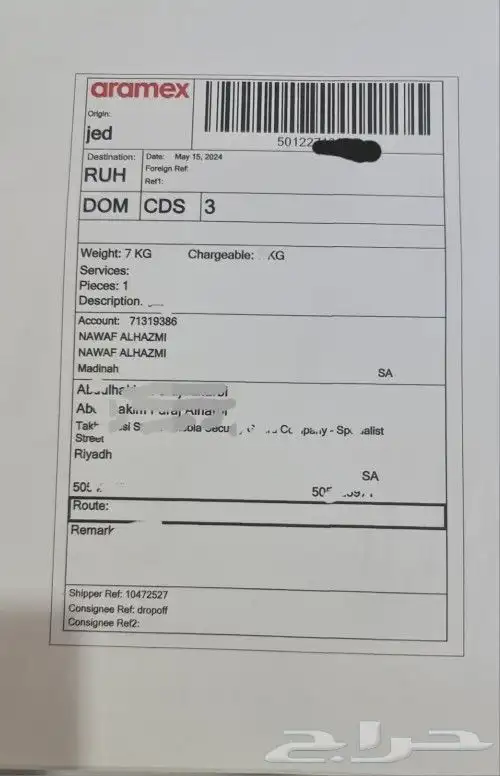 aramex
Origin:
jed
Destination:
RUH
Date: May 15, 2024
Foreign Ref:
Ref1:
DOM CDS 3
Weight: 7 KG Chargeable: KG
Services:
Pieces: 1
Description.
Account: 71319386
NAWAF ALHAZMI
NAWAF ALHAZMI
Madinah
SA
Street
Riyadh
SA
Route:
Remark
Shipper Ref: 10472527
Consignee Ref: dropoff
Consignee Ref2:
حراج